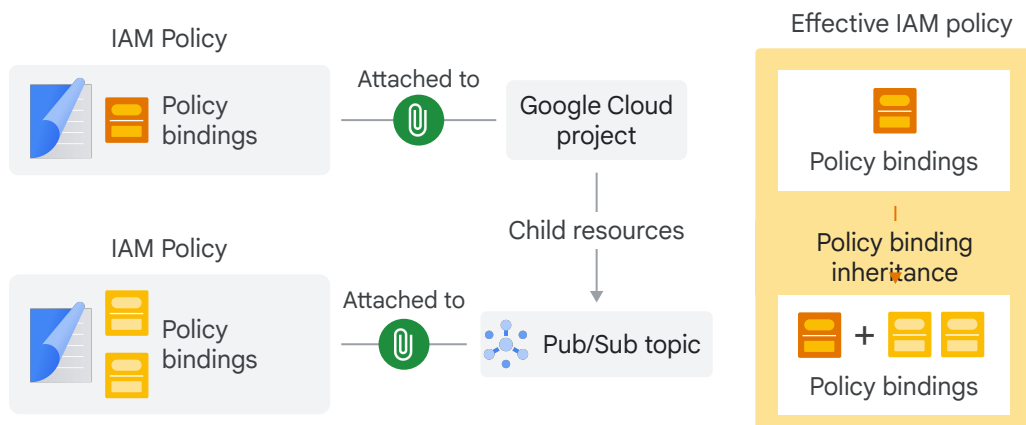 IAM Policy
Policy
bindings
Attached to
Google Cloud
project
Child resources
IAM Policy
Policy
bindings
Attached to
Pub/Sub topic
Effective IAM policy
Policy bindings
Policy binding
inheritance
+
Policy bindings